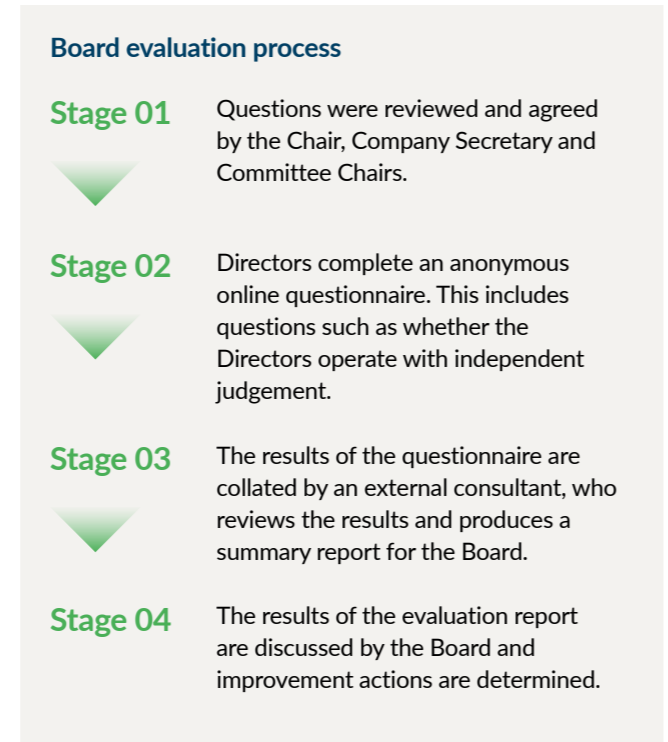 Board evaluation process
Stage 01
Questions were reviewed and agreed
by the Chair, Company Secretary and
Committee Chairs.
Stage 02
Directors complete an anonymous
online questionnaire. This includes
questions such as whether the
Directors operate with independent
judgement.
Stage 03
The results of the questionnaire are
collated by an external consultant, who
reviews the results and produces a
summary report for the Board.
Stage 04
The results of the evaluation report
are discussed by the Board and
improvement actions are determined.